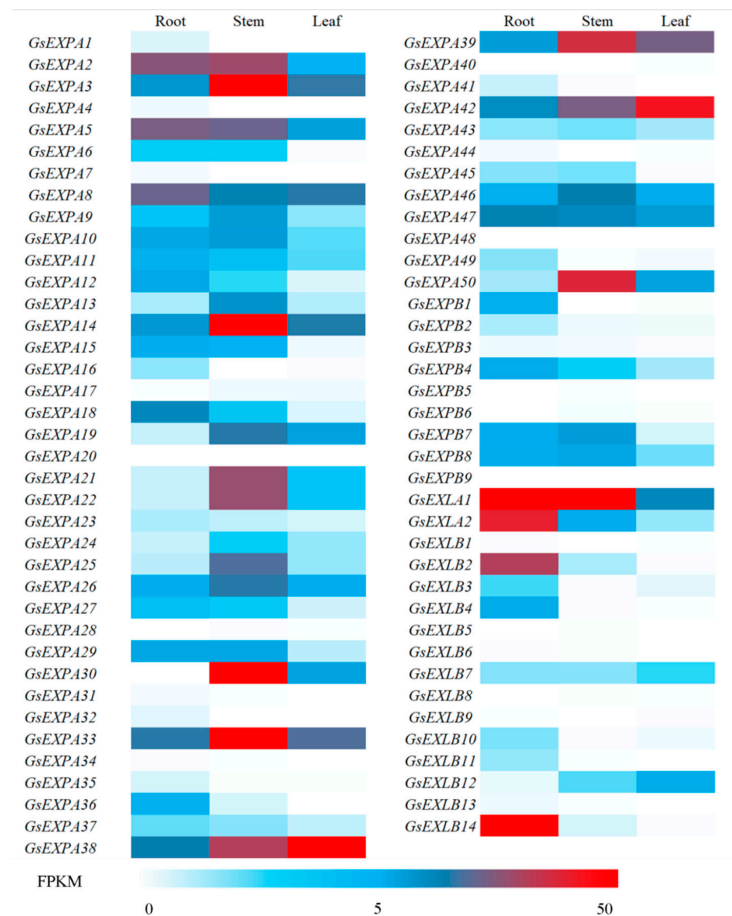 Root Stem Leaf
GsEXPA1
GsEXPA2
GsEXPA3
GsEXPA4
GsEXPA5
GsEXPA6
GsEXPA7
GsEXPA8
GsEXPA9
GsEXPA10
GsEXPA11
GsEXPA12
GsEXPA13
GsEXPA14
GsEXPA15
GsEXPA16
GsEXPA17
GsEXPA18
GsEXPA19
GsEXPA20
GsEXPA21
GsEXPA22
GsEXPA23
GsEXPA24
GsEXPA25
GsEXPA26
GsEXPA27
GsEXPA28
GsEXPA29
GsEXPA30
GsEXPA31
GsEXPA32
GsEXPA33
GsEXPA34
GsEXPA35
GsEXPA36
GsEXPA37
GsEXPA38
Root Stem Leaf
GsEXPA39
GsEXPA40
GsEXPA41
GsEXPA42
GsEXPA43
GsEXPA44
GsEXPA45
GsEXPA46
GsEXPA47
GsEXPA48
GsEXPA49
GsEXPA50
GsEXPB1
GsEXPB2
GsEXPB3
GsEXPB4
GsEXPB5
GsEXPB6
GsEXPB7
GsEXPB8
GsEXPB9
GsEXLA1
GsEXLA2
GsEXLB1
GsEXLB2
GsEXLB3
GsEXLB4
GsEXLB5
GsEXLB6
GsEXLB7
GsEXLB8
GsEXLB9
GsEXLB10
GsEXLB11
GsEXLB12
GsEXLB13
GsEXLB14
FPKM
0 5 50